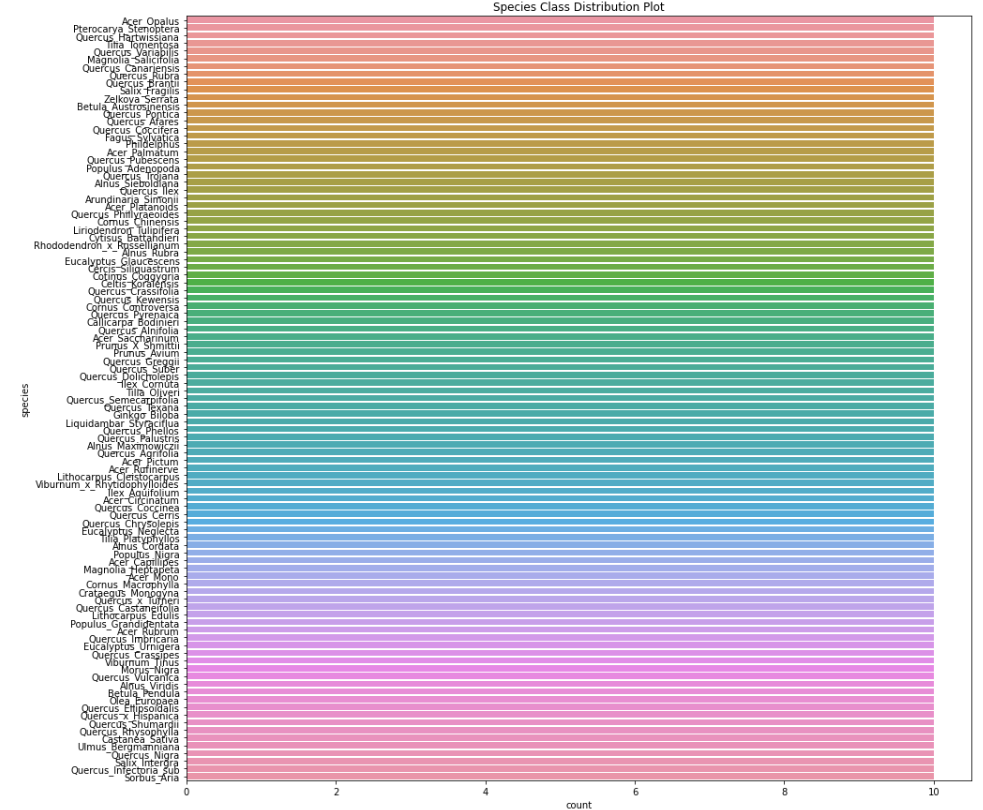 Species Class Distribution Plot
Acer_Opalus
Pterocarya_Stenoptera
Quercus_Hartwissiana
Tilia_Tomentosa
Quercus_Variabilis
Magnolia_Salicifolia
Quercus_Canariensis
Quercus_Rubra
Quercus_Brantii
Salix_Fragilis
Zelkova_Serrata
Betula_Austrosinensis
Quercus_Pontica
Quercus_Afares
Quercus_Coccifera
Fagus_Sylvatica
Phildelphus
Acer_Palmatum
Quercus_Pubescens
Populus_Adenopoda
Quercus_Trojana
Alnus_Sieboldiana
Quercus_Ilex
Arundinaria_Simonii
Acer_Platanoids
Quercus_Phillyraeoides
Cornus_Chinensis
Liriodendron_Tulipifera
Cytisus_Battandieri
Rhododendron_x_Russellianum
Alnus_Rubra
Eucalyptus_Glaucescens
Cercis_Siliquastrum
Cotinus_Coggygria
Celtis_Koraiensis
Quercus_Crassifolia
Quercus_Kewensis
Cornus_Controversa
Quercus_Pyrenaica
Callicarpa_Bodinieri
Quercus_Alnifolia
Acer_Saccharinum
Prunus_X_Shmittii
Prunus_Avium
Quercus_Greggii
Quercus_Suber
Quercus_Dolicholepis
Ilex_Cornuta
Tilia_Oliveri
Quercus_Semecarpifolia
Quercus_Texana
Ginkgo_Biloba
Liquidambar_Styraciflua
Quercus_Phellos
Quercus_Palustris
Alnus_Maximowiczii
Quercus_Agrifolia
Acer_Pictum
Acer_Rufinerve
Lithocarpus_Cleistocarpus
Viburnum_x_Rhytidophylloides
Ilex_Aquifolium
Acer_Circinatum
Quercus_Coccinea
Quercus_Cerris
Quercus_Chrysolepis
Eucalyptus_Neglecta
Tilia_Platyphyllos
Alnus_Cordata
Populus_Nigra
Acer_Capillipes
Magnolia_Heptapeta
Acer_Mono
Cornus_Macrophylla
Crataegus_Monogyna
Quercus_x_Turneri
Quercus_Castaneifolia
Lithocarpus_Edulis
Populus_Grandidentata
Acer_Rubrum
Quercus_Imbricaria
Eucalyptus_Urnigera
Quercus_Crassipes
Viburnum_Tinus
Morus_Nigra
Quercus_Vulcanica
Alnus_Viridis
Betula_Pendula
Olea_Europaea
Quercus_Ellipsoidalis
Quercus_x_Hispanica
Quercus_Shumardii
Quercus_Rhysophylla
Castanea_Sativa
Ulmus_Bergmanniana
Quercus_Nigra
Salix_Intergra
Quercus_Infectoria_sub
Sorbus_Aria
species
0 2 4 6 8 10
count